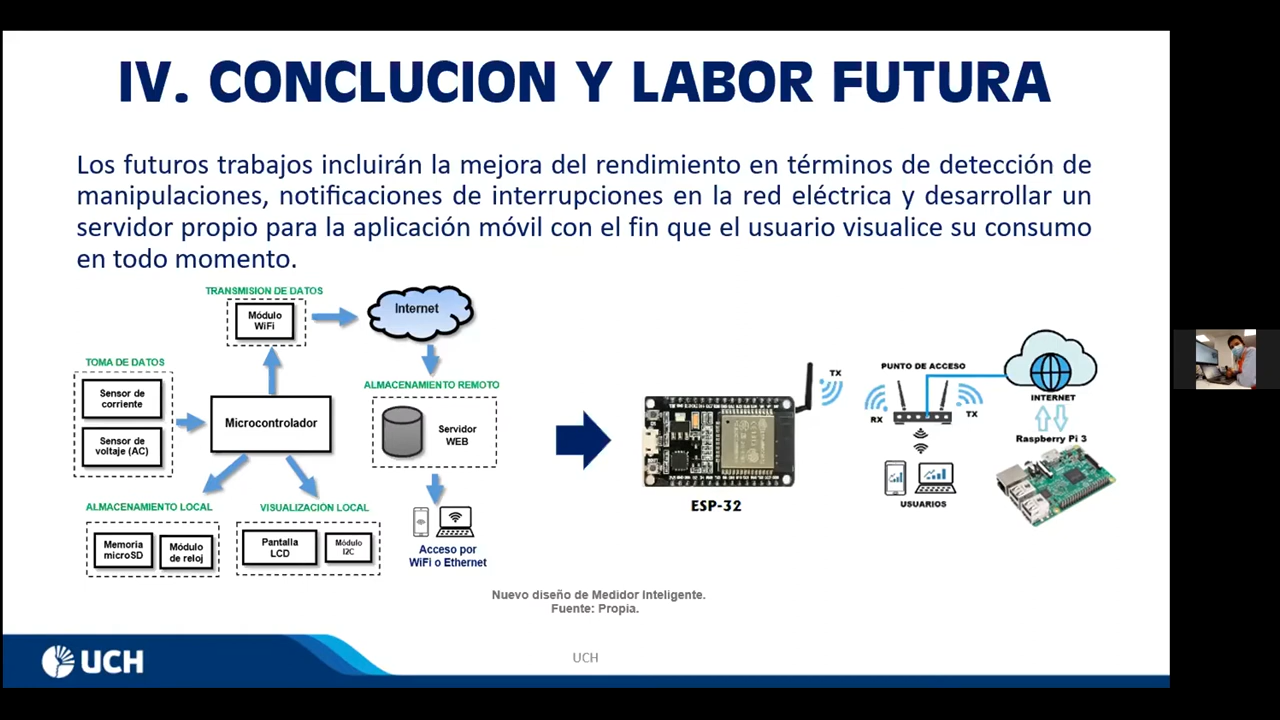 IV. CONCLUCION Y LABOR FUTURA
Los futuros trabajos incluirán la mejora del rendimiento en términos de detección de
manipulaciones, notificaciones de interrupciones en la red eléctrica y desarrollar un
servidor propio para la aplicación móvil con el fin que el usuario visualice su consumo
en todo momento.
TRANSMISION DE DATOS
Módulo
WiFi
Internet
TOMA DE DATOS
Sensor de
corriente
Sensor de
voltaje (AC)
Microcontrolador
ALMACENAMIENTO REMOTO
Servidor
WEB
ALMACENAMIENTO LOCAL
Memoria
microSD
Módulo
de reloj
VISUALIZACIÓN LOCAL
Pantalla
LCD
Módulo
I2C
Acceso por
WiFi o Ethernet
TX
ESP-32
PUNTO DE ACCESO
RX
TX
INTERNET
USUARIOS
Raspberry Pi 3
Nuevo diseño de Medidor Inteligente.
Fuente: Propia.
UCH
UCH